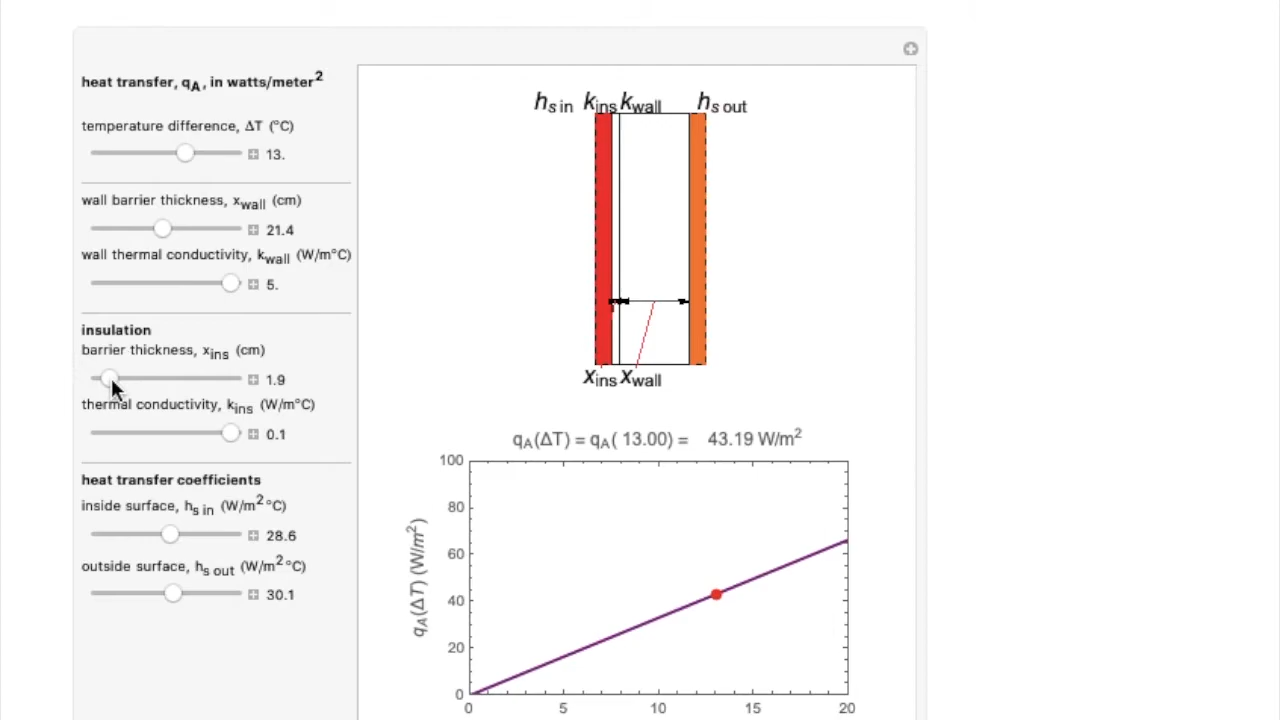 heat transfer, qA, in watts/meter2
temperature difference, ΔT (°C)
13.
wall barrier thickness, xwall (cm)
21.4
wall thermal conductivity, kwall (W/m°C)
5.
insulation
barrier thickness, xins (cm)
1.9
thermal conductivity, kins (W/m°C)
0.1
heat transfer coefficients
inside surface, hs in (W/m2°C)
28.6
outside surface, hs out (W/m2°C)
30.1
hs in kins kwall hs out
xins xwall
qA(ΔT) = qA( 13.00) = 43.19 W/m2
100
80
60
40
20
0
qA(ΔT) (W/m2)
0 5 10 15 20